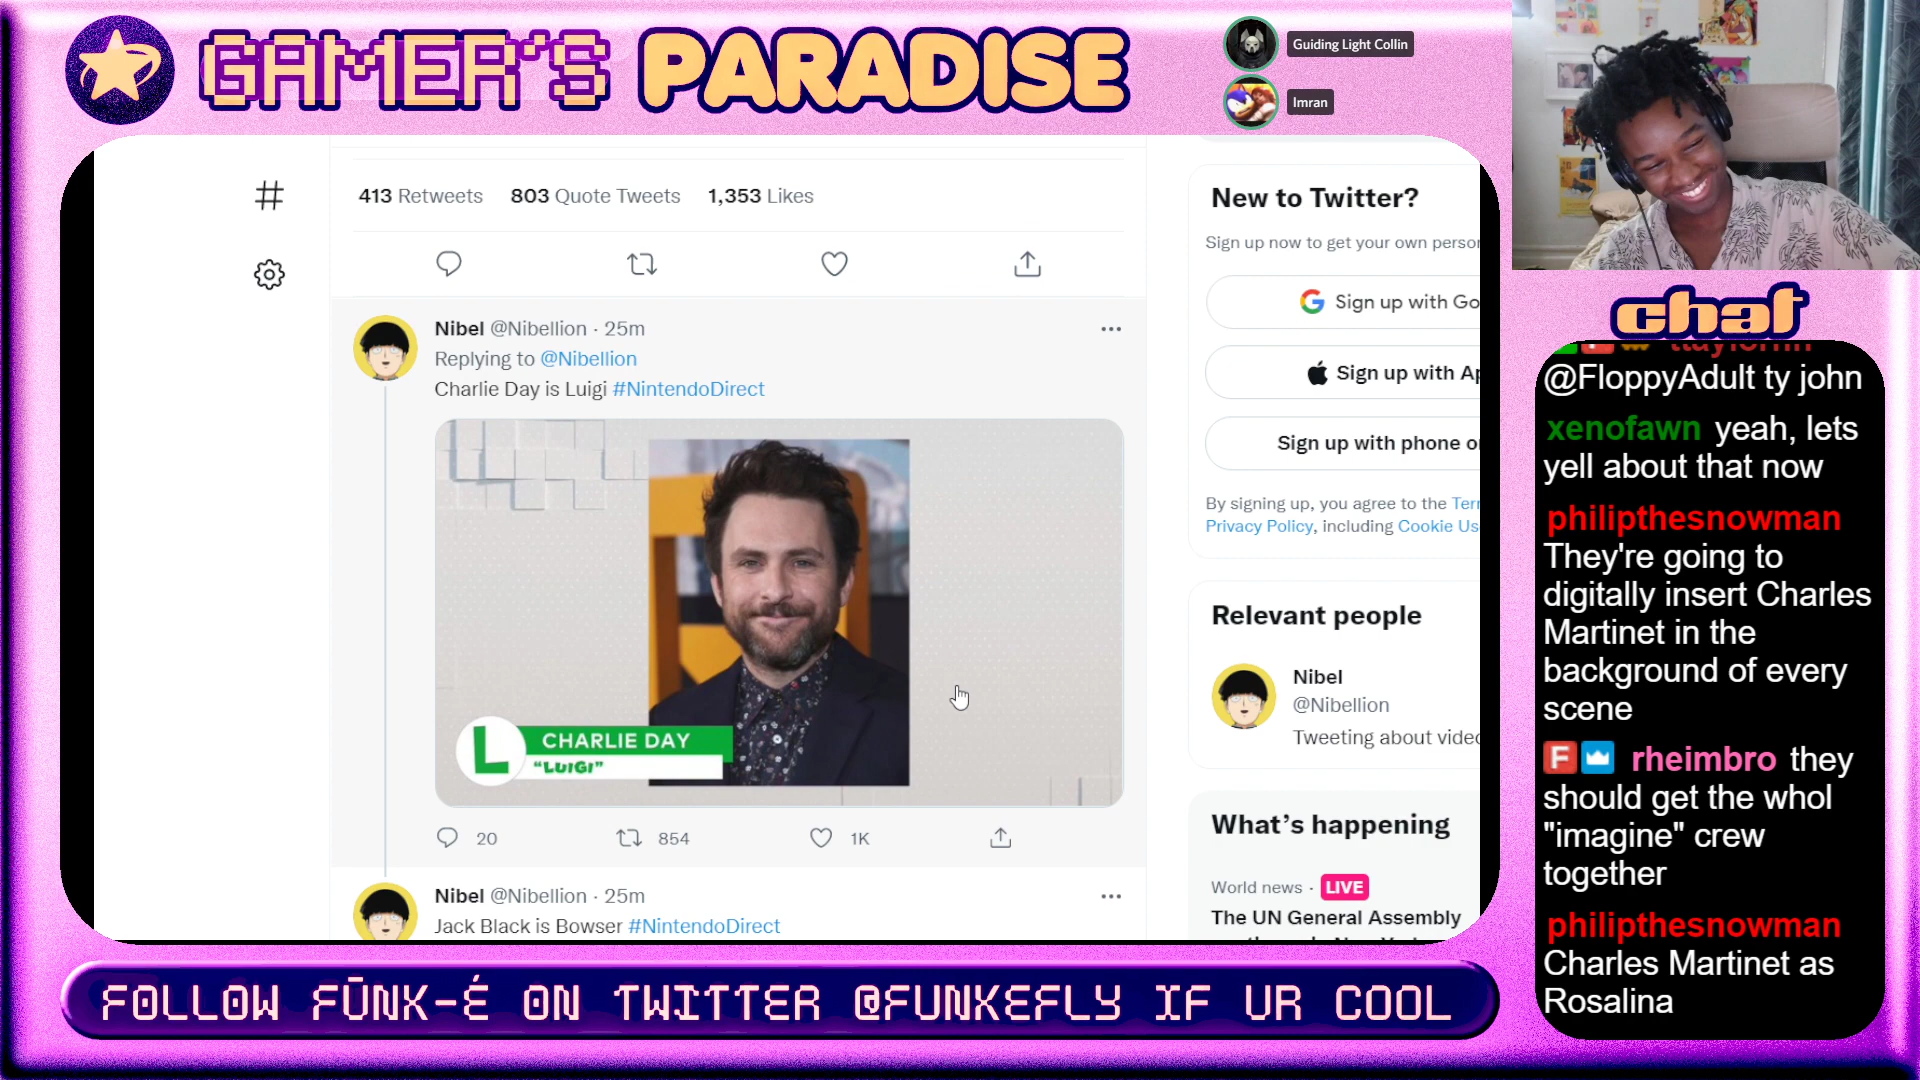 GAMER'S PARADISE
Guiding Light Collin
Imran
413 Retweets 803 Quote Tweets 1,353 Likes
Nibel @Nibellion · 25m
Replying to @Nibellion
Charlie Day is Luigi #NintendoDirect
L
CHARLIE DAY
"LUIGI"
20 854 1K
Nibel @Nibellion · 25m
Jack Black is Bowser #NintendoDirect
New to Twitter?
Sign up now to get your own person
Sign up with Go
Sign up with Ap
Sign up with phone o
By signing up, you agree to the Terr
Privacy Policy, including Cookie Us
Relevant people
Nibel
@Nibellion
Tweeting about vide
What's happening
World news · LIVE
The UN General Assembly
chat
@FloppyAdult ty john
xenofawn yeah, lets
yell about that now
philipthesnowman
They're going to
digitally insert Charles
Martinet in the
background of every
scene
F rheimbro they
should get the whol
"imagine" crew
together
philipthesnowman
Charles Martinet as
Rosalina
FOLLOW FŪNK-É ON TWITTER @FUNKEFLY IF UR COOL